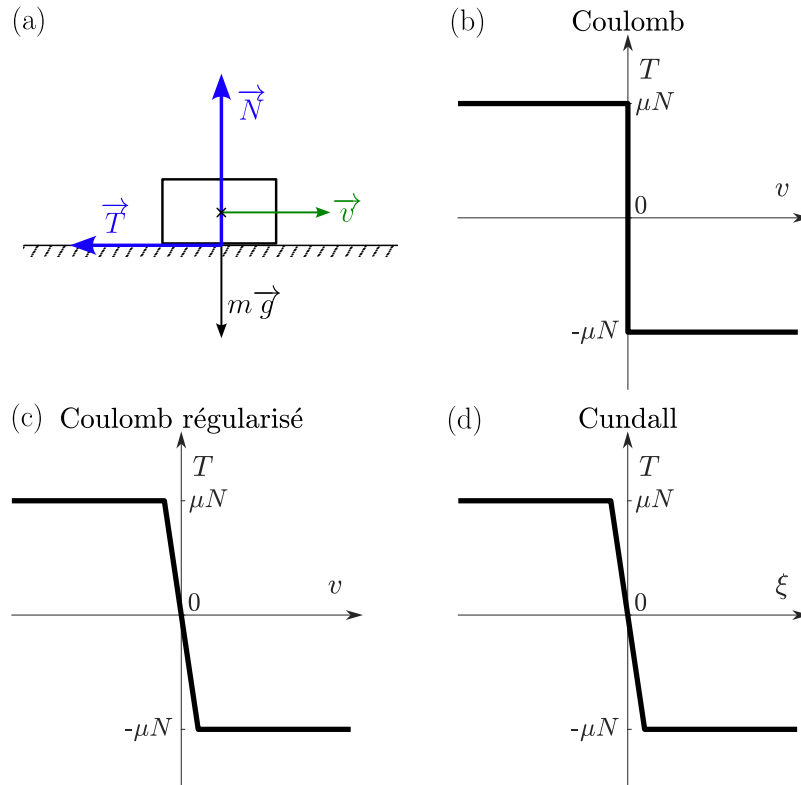 (a)
N
T
v
m g
(b) Coulomb
T
μN
v
0
-μN
(c) Coulomb régularisé
T
μN
v
0
-μN
(d) Cundall
T
μN
ξ
0
-μN